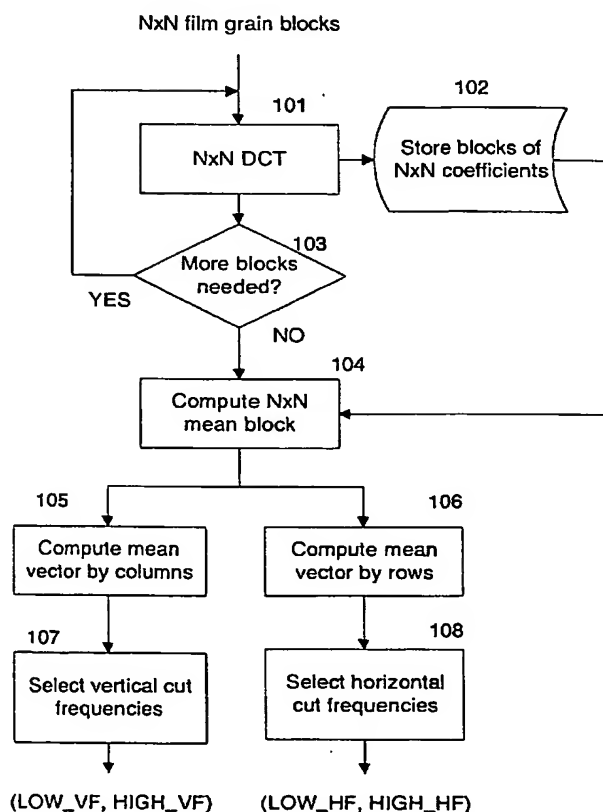 NxN film grain blocks
101
102
NxN DCT
Store blocks of
NxN coefficients
103
More blocks
needed?
YES
NO
104
Compute NxN
mean block
105
106
Compute mean
vector by columns
Compute mean
vector by rows
107
108
Select vertical cut
frequencies
Select horizontal
cut frequencies
(LOW_VF, HIGH_VF)
(LOW_HF, HIGH_HF)